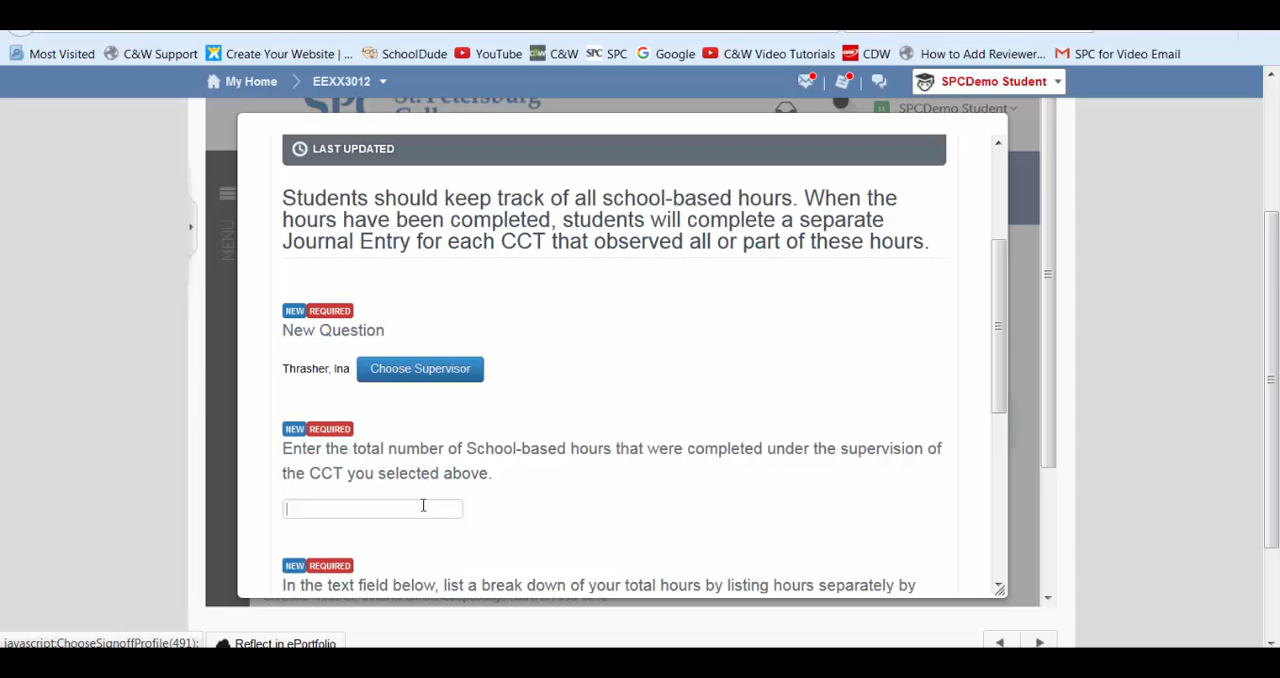 Most Visited C&W Support Create Your Website | ... SchoolDude YouTube C&W SPC Google C&W Video Tutorials CDW How to Add Reviewer... SPC for Video Email
My Home EEXX3012 SPCDemo Student
SPCDemo Student
MENU
LAST UPDATED
Students should keep track of all school-based hours. When the
hours have been completed, students will complete a separate
Journal Entry for each CCT that observed all or part of these hours.
NEW REQUIRED
New Question
Thrasher, Ina Choose Supervisor
NEW REQUIRED
Enter the total number of School-based hours that were completed under the supervision of
the CCT you selected above.
NEW REQUIRED
In the text field below, list a break down of your total hours by listing hours separately by
javascript:ChooseSignoffProfile(491);
Reflect in ePortfolio